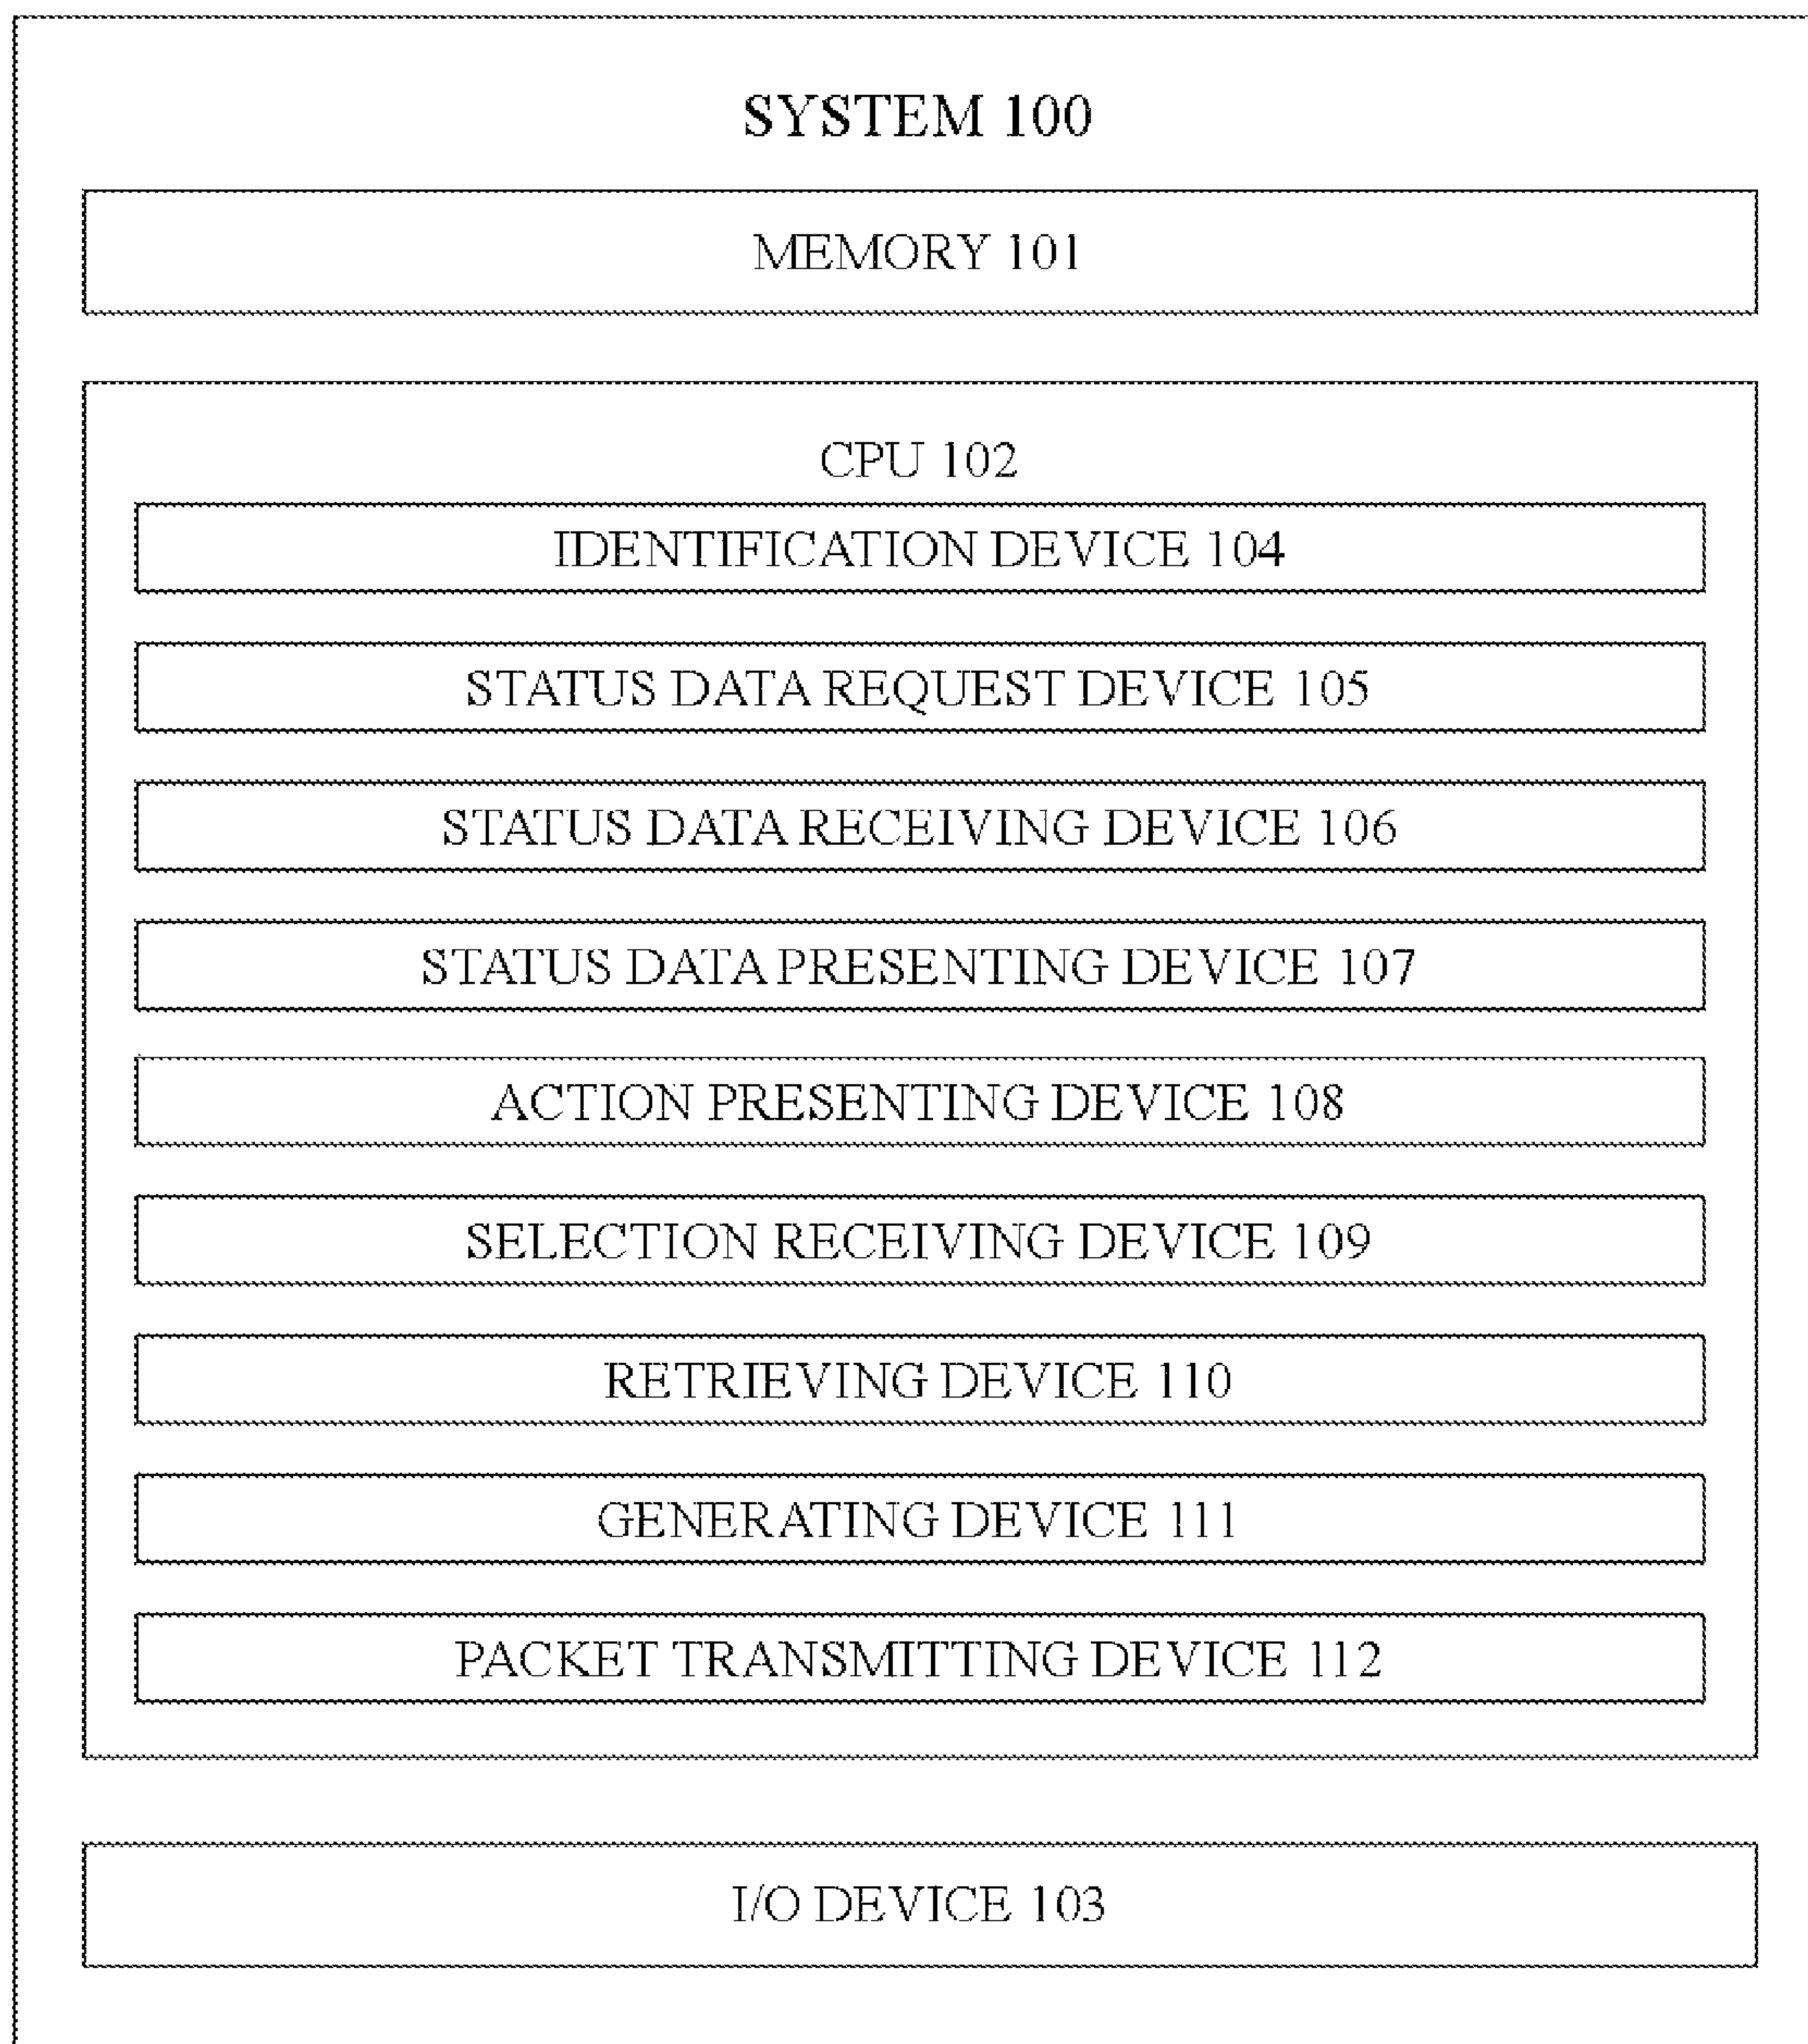 SYSTEM 100
MEMORY 101
CPU 102
IDENTIFICATION DEVICE 104
STATUS DATA REQUEST DEVICE 105
STATUS DATA RECEIVING DEVICE 106
STATUS DATA PRESENTING DEVICE 107
ACTION PRESENTING DEVICE 108
SELECTION RECEIVING DEVICE 109
RETRIEVING DEVICE 110
GENERATING DEVICE 111
PACKET TRANSMITTING DEVICE 112
I/O DEVICE 103